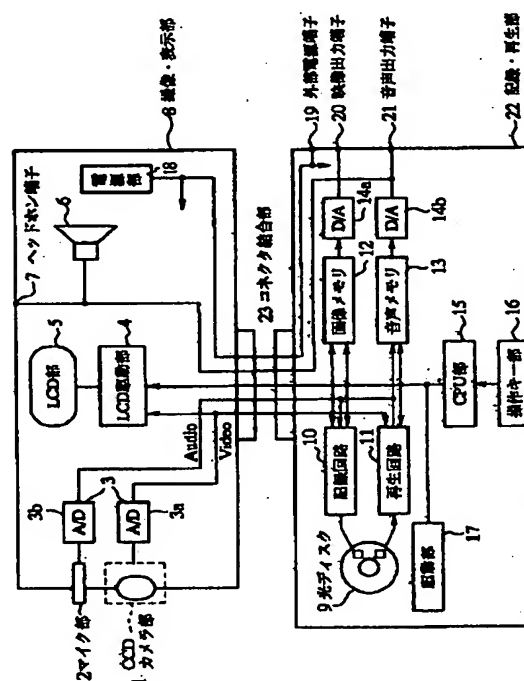 7 ヘッドホン端子
8 撮像・表示部
電源部
18
6
5
LCD部
4
LCD駆動部
Audio
Video
3b
A/D
3
A/D
3a
2マイク部
CCD
カメラ部
23 コネクタ結合部
19 外部電源端子
20 映像出力端子
21 音声出力端子
22 記録・再生部
14a
D/A
D/A
14b
12
画像メモリ
音声メモリ
13
10
記録回路
11
再生回路
9光ディスク
15
CPU部
16
操作キー部
17